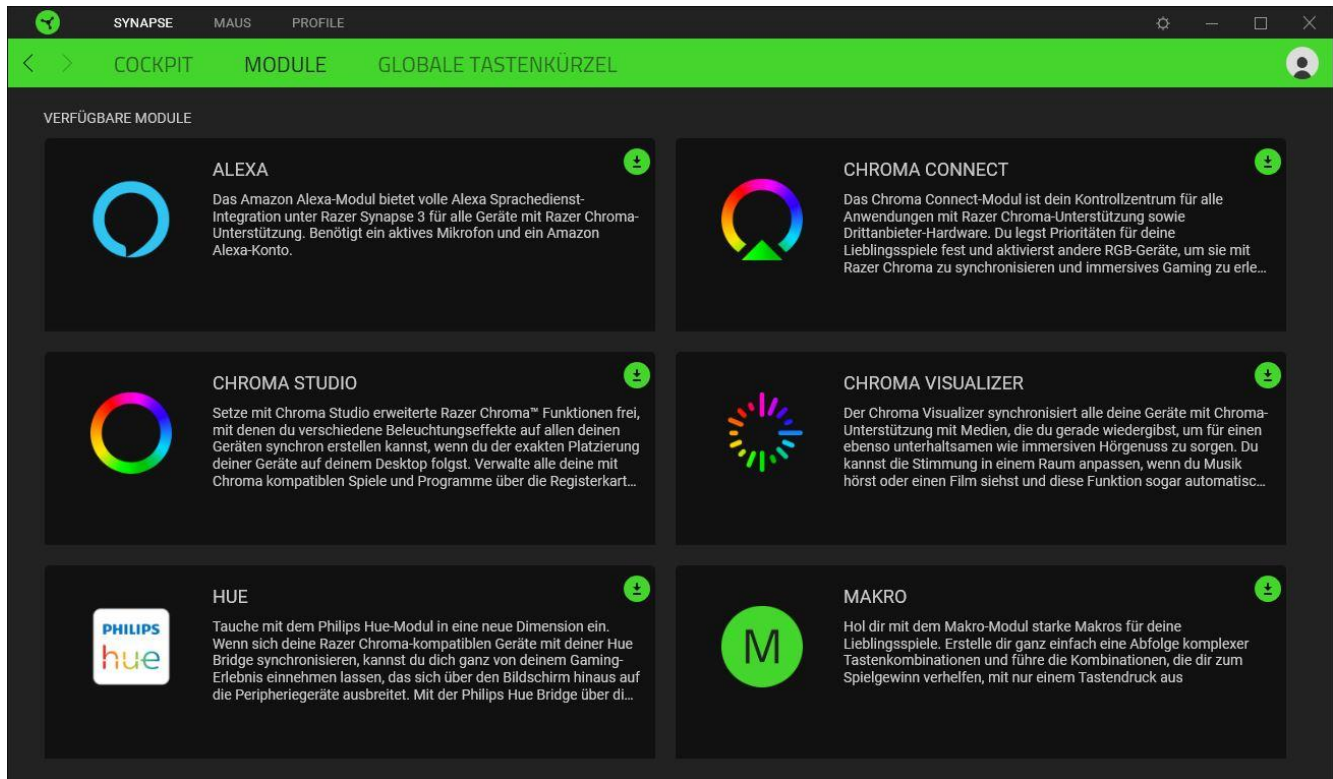 SYNAPSE MAUS PROFILE
COCKPIT MODULE GLOBALE TASTENKÜRZEL
VERFÜGBARE MODULE
ALEXA
Das Amazon Alexa-Modul bietet volle Alexa Sprachedienst-
Integration unter Razer Synapse 3 für alle Geräte mit Razer Chroma-
Unterstützung. Benötigt ein aktives Mikrofon und ein Amazon
Alexa-Konto.
CHROMA CONNECT
Das Chroma Connect-Modul ist dein Kontrollzentrum für alle
Anwendungen mit Razer Chroma-Unterstützung sowie
Drittanbieter-Hardware. Du legst Prioritäten für deine
Lieblingsspiele fest und aktivierst andere RGB-Geräte, um sie mit
Razer Chroma zu synchronisieren und immersives Gaming zu erle...
CHROMA STUDIO
Setze mit Chroma Studio erweiterte Razer Chroma™ Funktionen frei,
mit denen du verschiedene Beleuchtungseffekte auf allen deinen
Geräten synchron erstellen kannst, wenn du der exakten Platzierung
deiner Geräte auf deinem Desktop folgst. Verwalte alle deine mit
Chroma kompatiblen Spiele und Programme über die Registerkart...
CHROMA VISUALIZER
Der Chroma Visualizer synchronisiert alle deine Geräte mit Chroma-
Unterstützung mit Medien, die du gerade wiedergibst, um für einen
ebenso unterhaltsamen wie immersiven Hörgenuss zu sorgen. Du
kannst die Stimmung in einem Raum anpassen, wenn du Musik
hörst oder einen Film siehst und diese Funktion sogar automatisc...
PHILIPS
hue
HUE
Tauche mit dem Philips Hue-Modul in eine neue Dimension ein.
Wenn sich deine Razer Chroma-kompatiblen Geräte mit deiner Hue
Bridge synchronisieren, kannst du dich ganz von deinem Gaming-
Erlebnis einnehmen lassen, das sich über den Bildschirm hinaus auf
die Peripheriegeräte ausbreitet. Mit der Philips Hue Bridge über di...
M
MAKRO
Hol dir mit dem Makro-Modul starke Makros für deine
Lieblingsspiele. Erstelle dir ganz einfach eine Abfolge komplexer
Tastenkombinationen und führe die Kombinationen, die dir zum
Spielgewinn verhelfen, mit nur einem Tastendruck aus